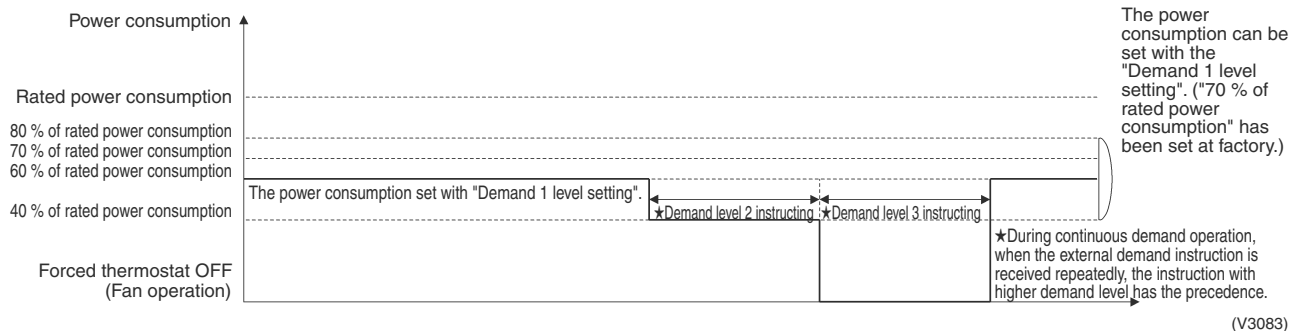 Power consumption
Rated power consumption
80 % of rated power consumption
70 % of rated power consumption
60 % of rated power consumption
40 % of rated power consumption
Forced thermostat OFF
(Fan operation)
The power consumption set with "Demand 1 level setting".
★Demand level 2 instructing
★Demand level 3 instructing
The power
consumption can be
set with the
"Demand 1 level
setting". ("70 % of
rated power
consumption" has
been set at factory.)
★During continuous demand operation,
when the external demand instruction is
received repeatedly, the instruction with
higher demand level has the precedence.
(V3083)